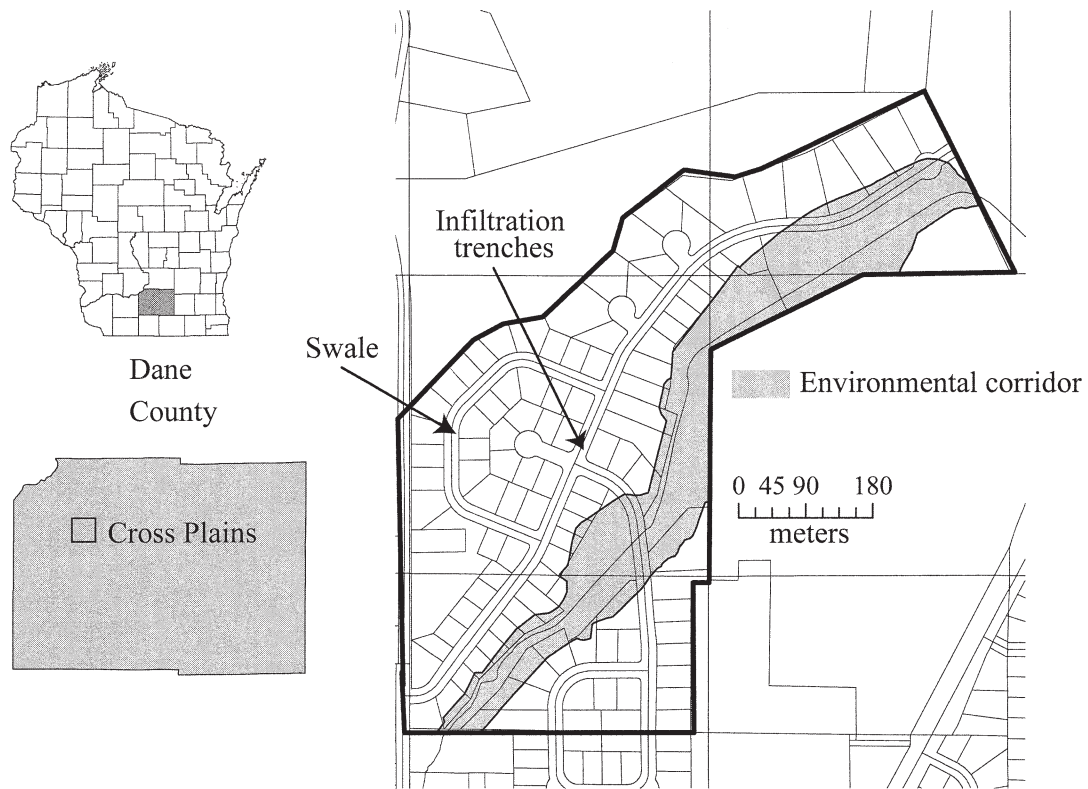 Infiltration
trenches
Swale
Dane
County
Cross Plains
Environmental corridor
0 45 90 180
meters